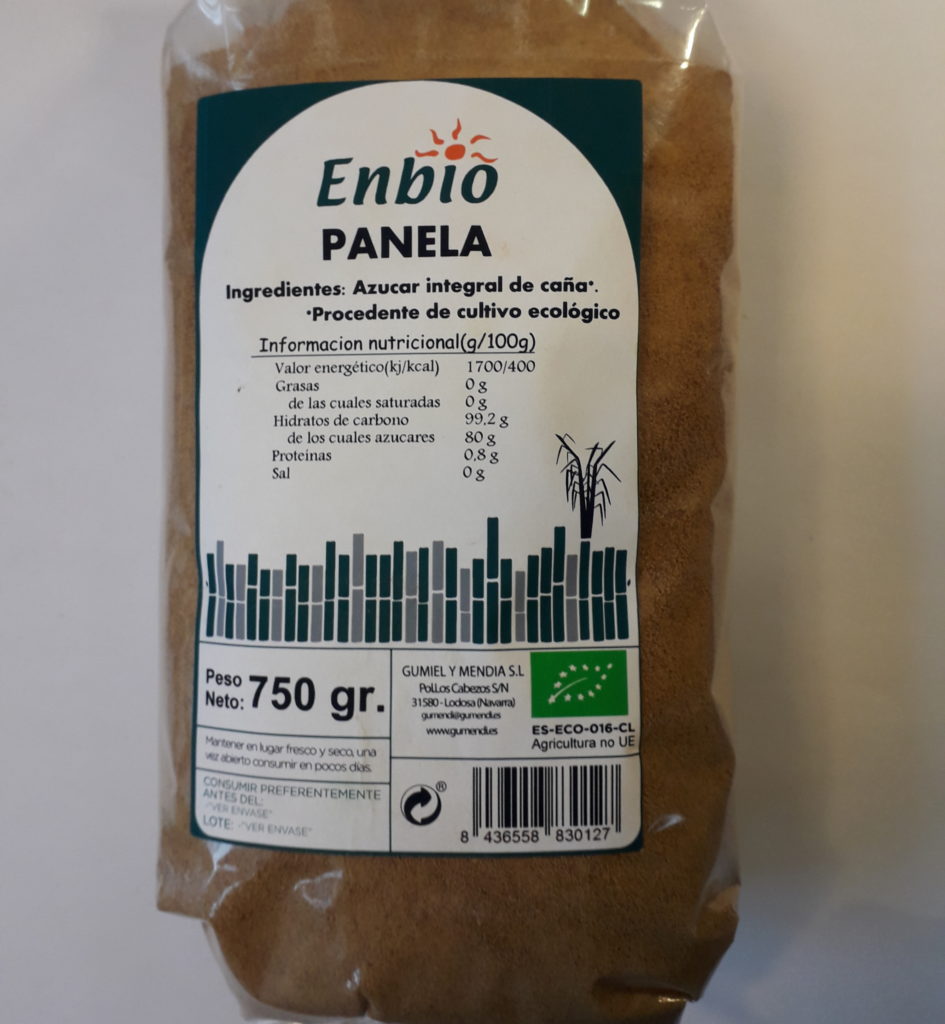 Enbio
PANELA
Ingredientes: Azucar integral de caña*.
*Procedente de cultivo ecológico
Informacion nutricional(g/100g)
Valor energético(kj/kcal) 1700/400
Grasas 0 g
de las cuales saturadas 0 g
Hidratos de carbono 99,2 g
de los cuales azucares 80 g
Proteínas 0,8 g
Sal 0 g
Peso
Neto: 750 gr.
Mantener en lugar fresco y seco, una
vez abierto consumir en pocos días.
CONSUMIR PREFERENTEMENTE
ANTES DEL:
-"VER ENVASE"
LOTE: -"VER ENVASE"
GUMIEL Y MENDIA S.L
Pol.Los Cabezos S/N
31580 - Lodosa (Navarra)
gumendi@gumendi.es
www.gumendi.es
ES-ECO-016-CL
Agricultura no UE
®
8 436558 830127